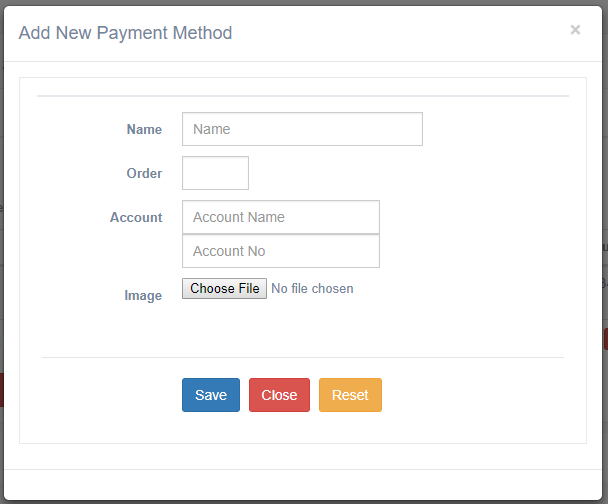 Add New Payment Method ×
Name Name
Order
Account Account Name
Account No
Image Choose File No file chosen
Save Close Reset